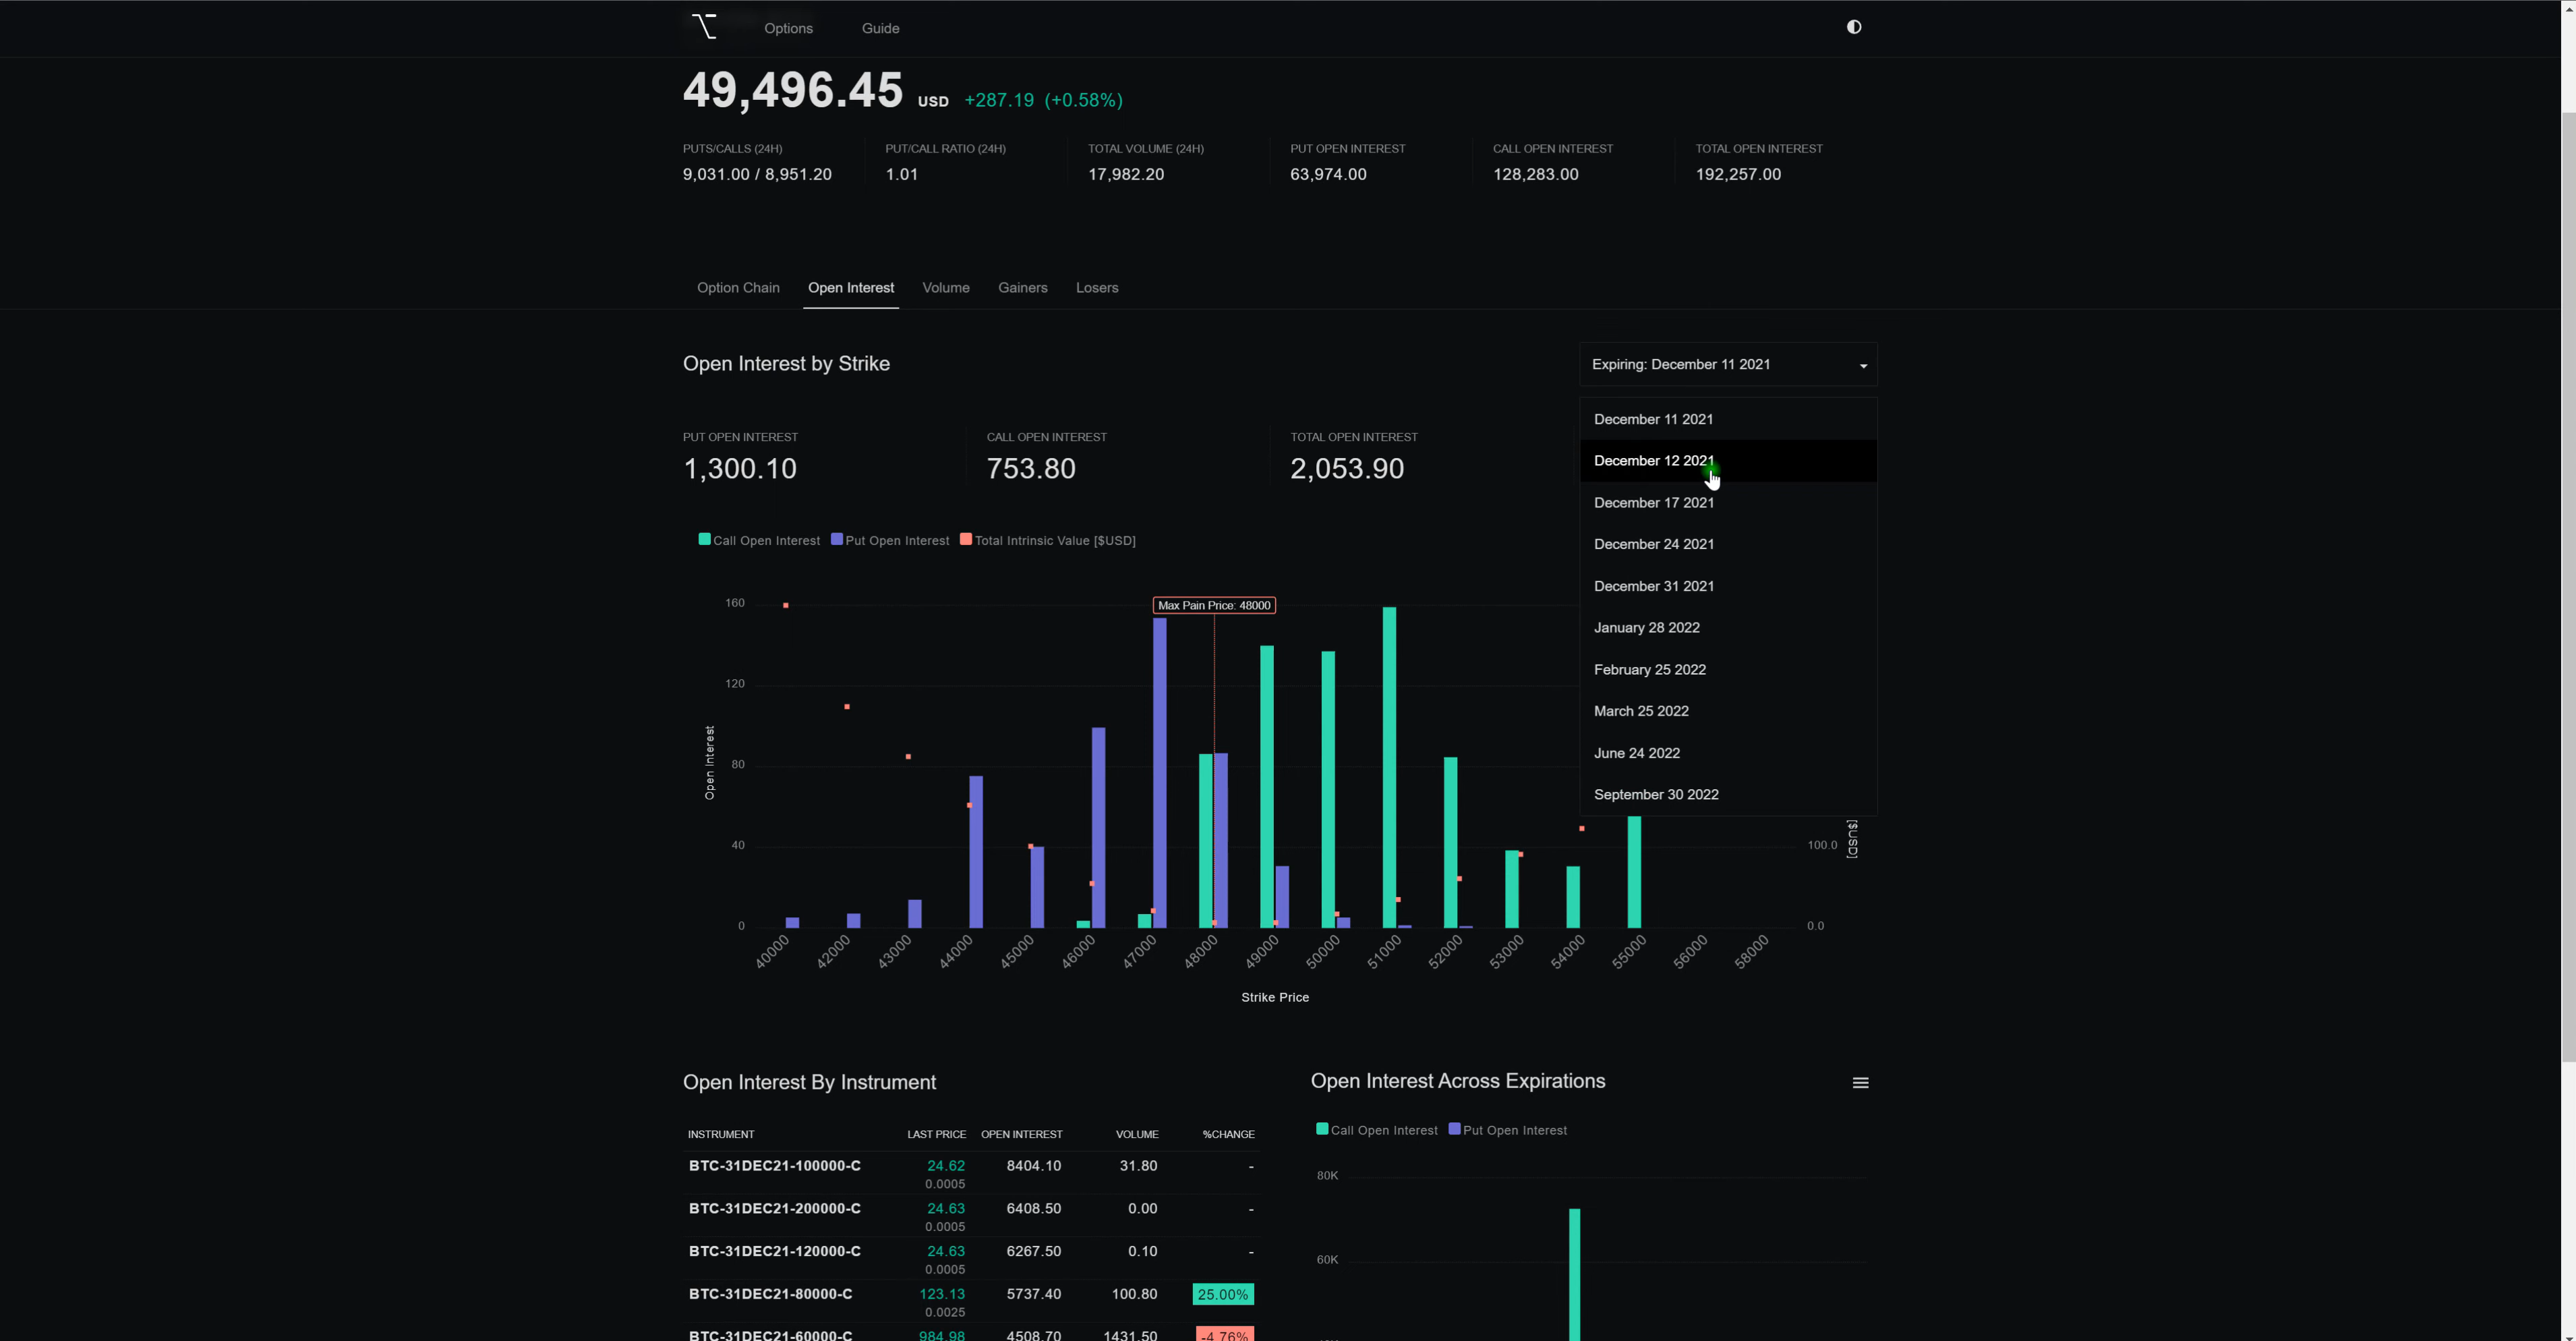 Options Guide
49,496.45 USD +287.19 (+0.58%)
PUTS/CALLS (24H) PUT/CALL RATIO (24H) TOTAL VOLUME (24H) PUT OPEN INTEREST CALL OPEN INTEREST TOTAL OPEN INTEREST
9,031.00 / 8,951.20 1.01 17,982.20 63,974.00 128,283.00 192,257.00
Option Chain Open Interest Volume Gainers Losers
Open Interest by Strike
Expiring: December 11 2021
December 11 2021
December 12 2021
December 17 2021
December 24 2021
December 31 2021
January 28 2022
February 25 2022
March 25 2022
June 24 2022
September 30 2022
PUT OPEN INTEREST CALL OPEN INTEREST TOTAL OPEN INTEREST
1,300.10 753.80 2,053.90
Call Open Interest Put Open Interest Total Intrinsic Value [$USD]
Max Pain Price: 48000
160
120
80
40 100.0
0 0.0
Open Interest
[$USD]
40000 42000 43000 44000 45000 46000 47000 48000 49000 50000 51000 52000 53000 54000 55000 56000 58000
Strike Price
Open Interest By Instrument
INSTRUMENT LAST PRICE OPEN INTEREST VOLUME %CHANGE
BTC-31DEC21-100000-C 24.62 8404.10 31.80 -
0.0005
BTC-31DEC21-200000-C 24.63 6408.50 0.00 -
0.0005
BTC-31DEC21-120000-C 24.63 6267.50 0.10 -
0.0005
BTC-31DEC21-80000-C 123.13 5737.40 100.80 25.00%
0.0025
BTC-31DEC21-60000-C 984.98 4508.70 1431.50 -4.76%
Open Interest Across Expirations
Call Open Interest Put Open Interest
80K
60K